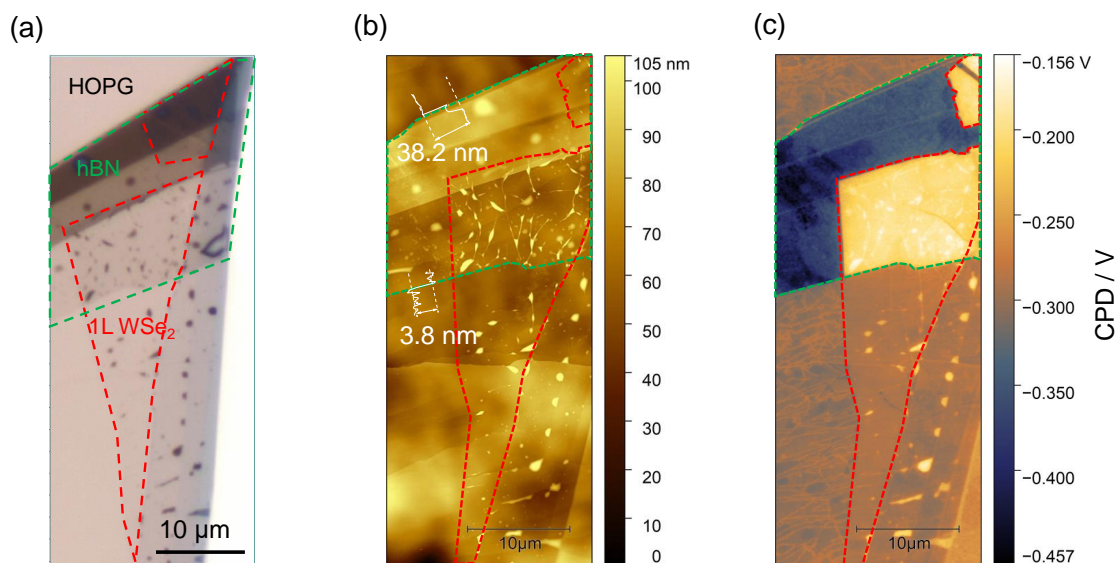 (a)
(b)
(c)
HOPG
hBN
1L WSe₂
10 μm
38.2 nm
3.8 nm
10μm
105 nm
90
80
70
60
50
40
30
20
10
0
10μm
−0.156 V
−0.200
−0.250
−0.300
−0.350
−0.400
−0.457
CPD / V